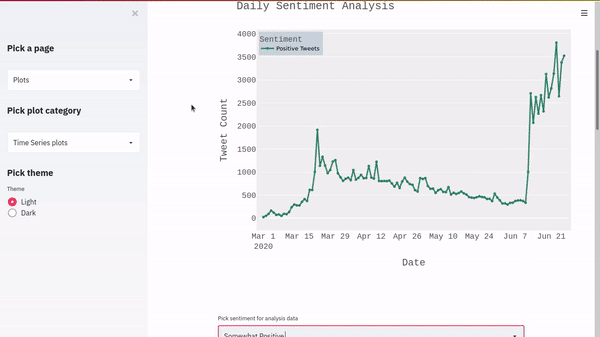 Daily Sentiment Analysis
Pick a page
Plots
Pick plot category
Time Series plots
Pick theme
Theme
Light
Dark
Sentiment
Positive Tweets
Tweet Count
4000
3500
3000
2500
2000
1500
1000
500
0
Mar 1 Mar 15 Mar 29 Apr 12 Apr 26 May 10 May 24 Jun 7 Jun 21
2020
Date
Pick sentiment for analysis data
Somewhat Positive